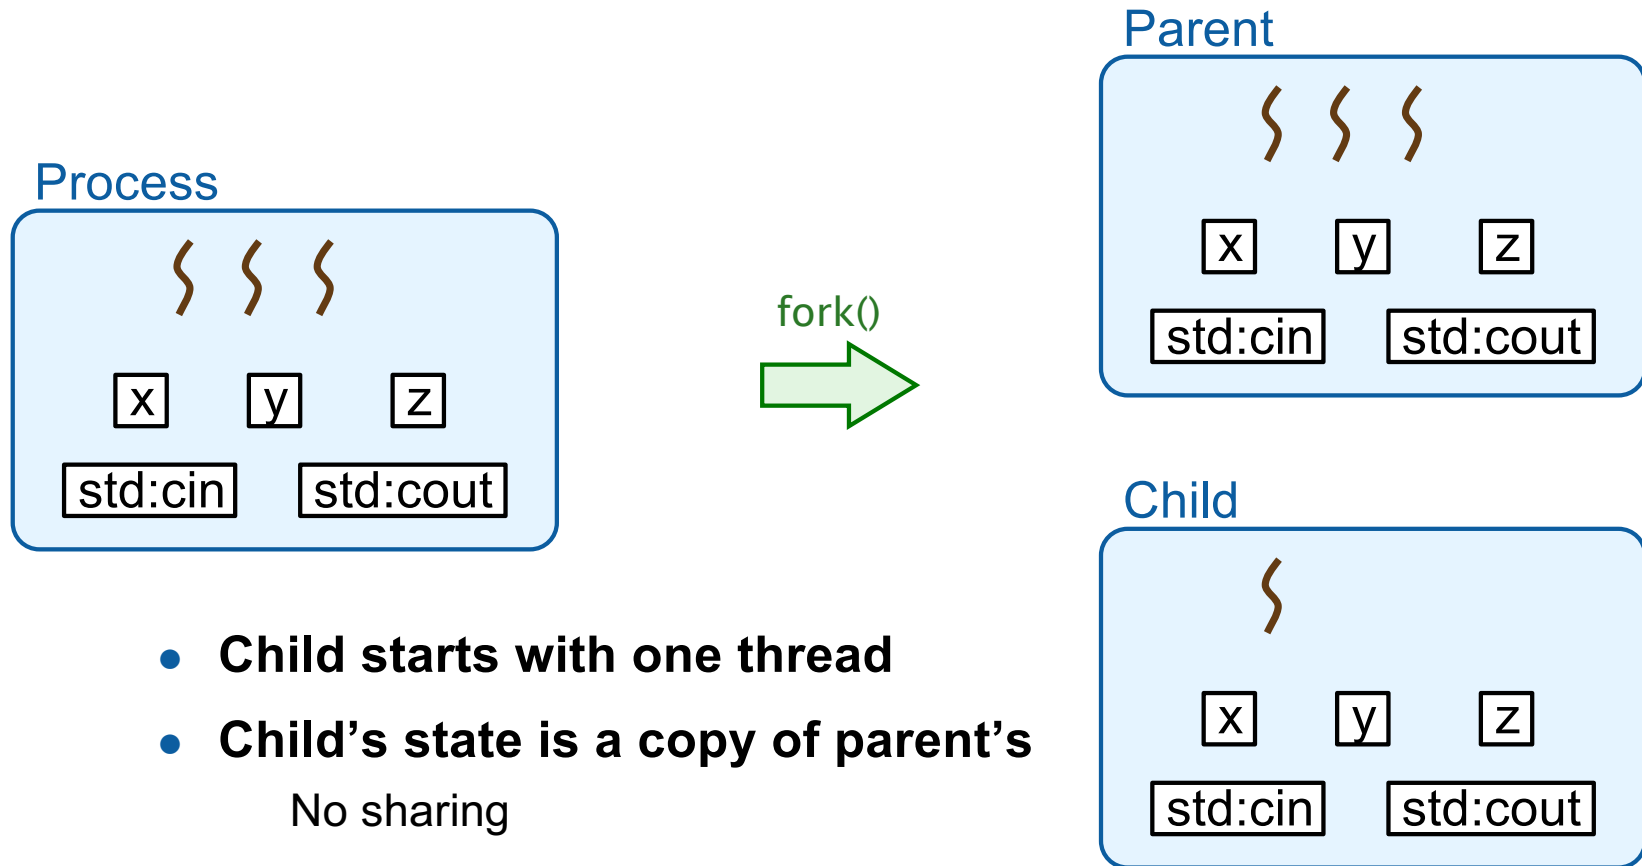 Process
x y z
std:cin std:cout
fork()
Parent
x y z
std:cin std:cout
Child
x y z
std:cin std:cout
• Child starts with one thread
• Child’s state is a copy of parent’s
No sharing